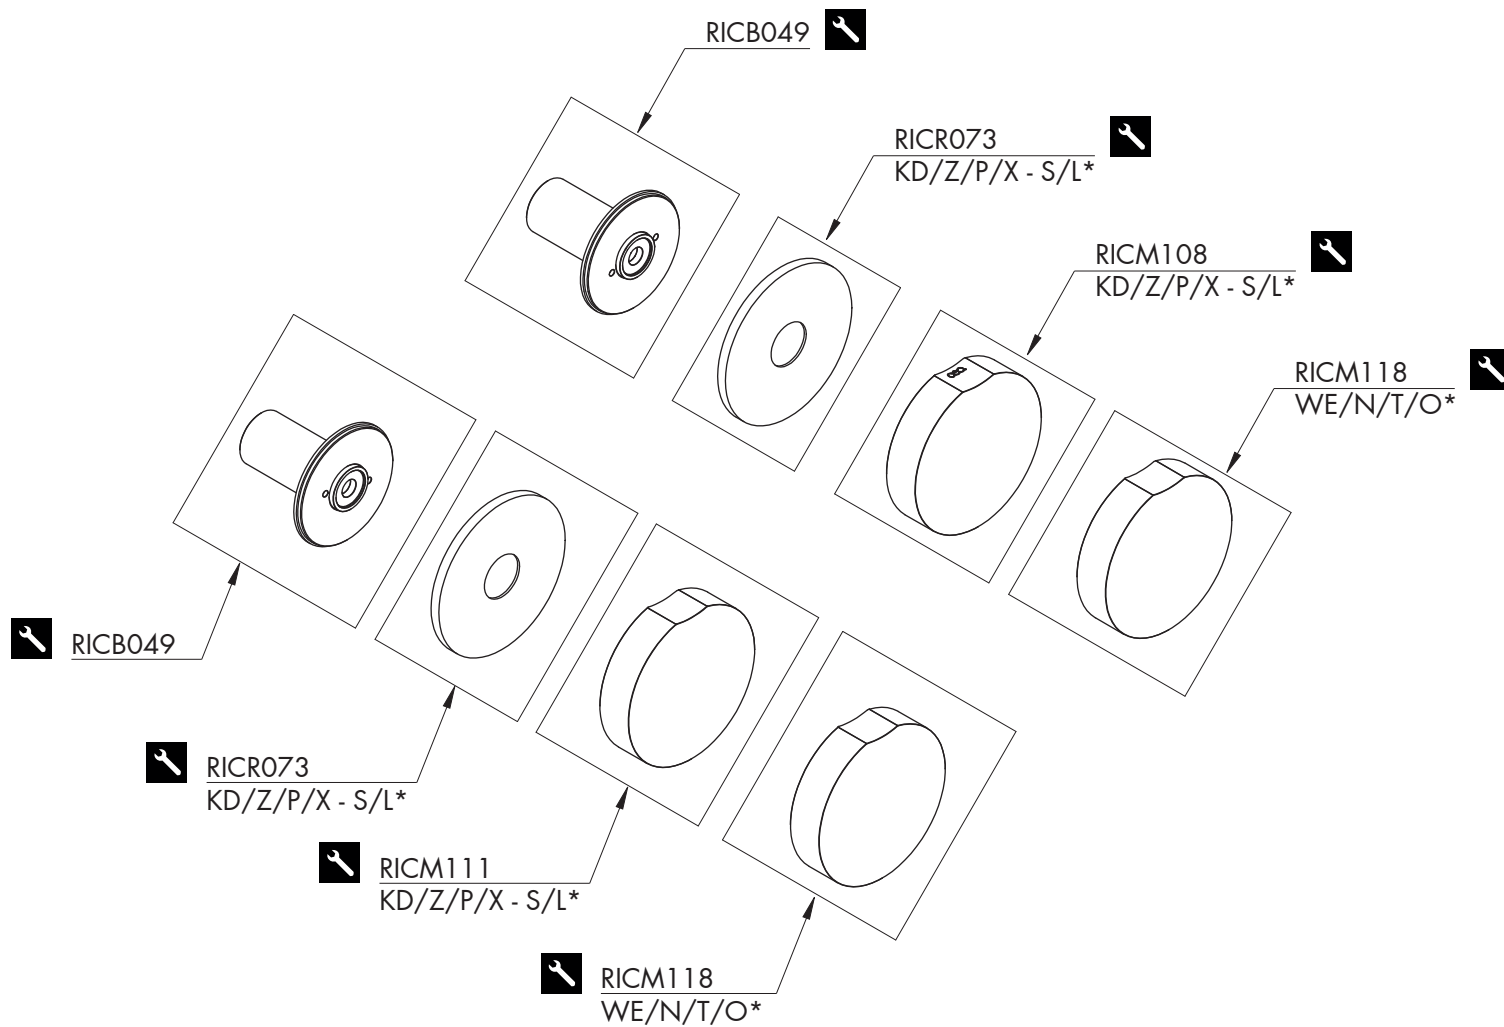 RICB049
RICR073
KD/Z/P/X - S/L*
RICM108
KD/Z/P/X - S/L*
RICM118
WE/N/T/O*
RICB049
RICR073
KD/Z/P/X - S/L*
RICM111
KD/Z/P/X - S/L*
RICM118
WE/N/T/O*